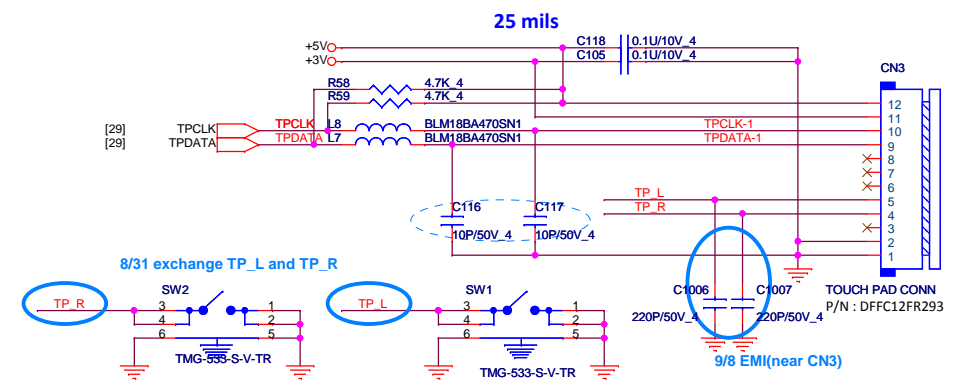 25 mils
+5V
C118
0.1U/10V_4
+3V
C105
0.1U/10V_4
CN3
R58
4.7K_4
R59
4.7K_4
12
11
[29]
TPCLK
TPCLK
L8
BLM18BA470SN1
TPCLK-1
10
[29]
TPDATA
TPDATA
L7
BLM18BA470SN1
TPDATA-1
9
8
7
6
TP_L
5
TP_R
4
3
2
1
C116
C117
10P/50V_4
10P/50V_4
8/31 exchange TP_L and TP_R
C1006
C1007
220P/50V_4
220P/50V_4
TOUCH PAD CONN
P/N : DFFC12FR293
9/8 EMI(near CN3)
TP_R
SW2
3
1
4
2
6
5
TMG-533-S-V-TR
TP_L
SW1
3
1
4
2
6
5
TMG-533-S-V-TR